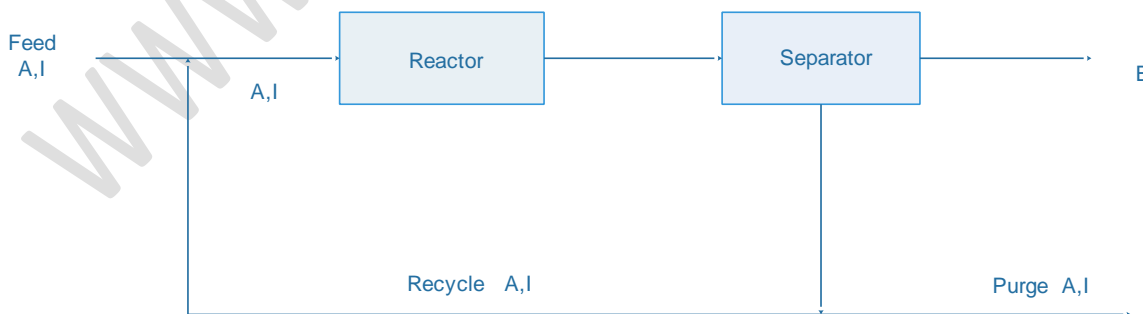 Feed
A,I
A,I
Reactor
Separator
Recycle A,I
Purge A,I